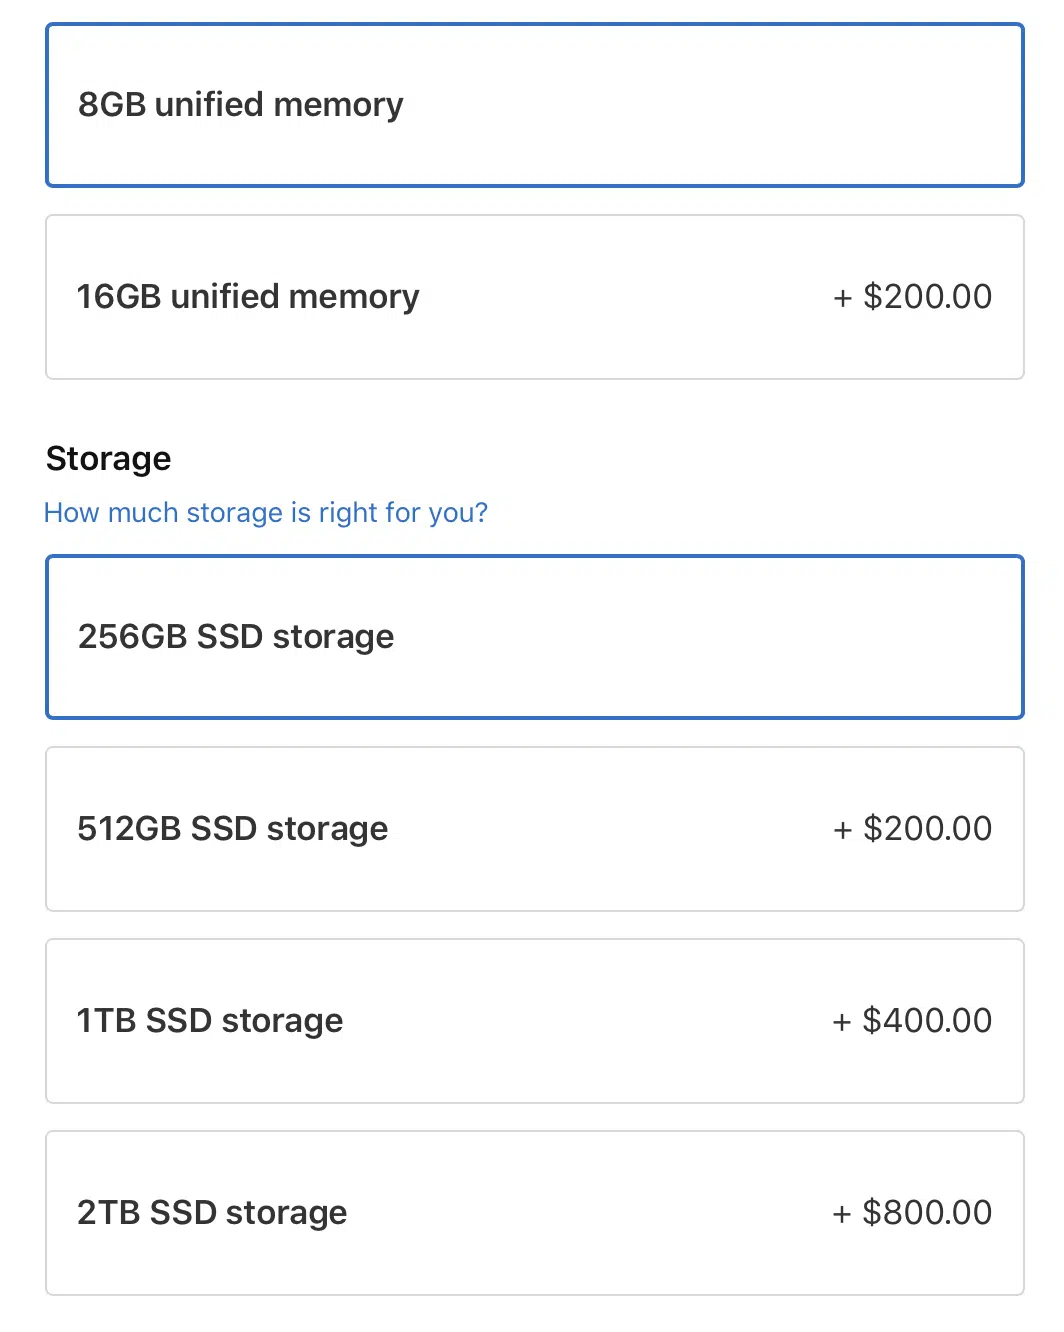 8GB unified memory
16GB unified memory + $200.00
Storage
How much storage is right for you?
256GB SSD storage
512GB SSD storage + $200.00
1TB SSD storage + $400.00
2TB SSD storage + $800.00